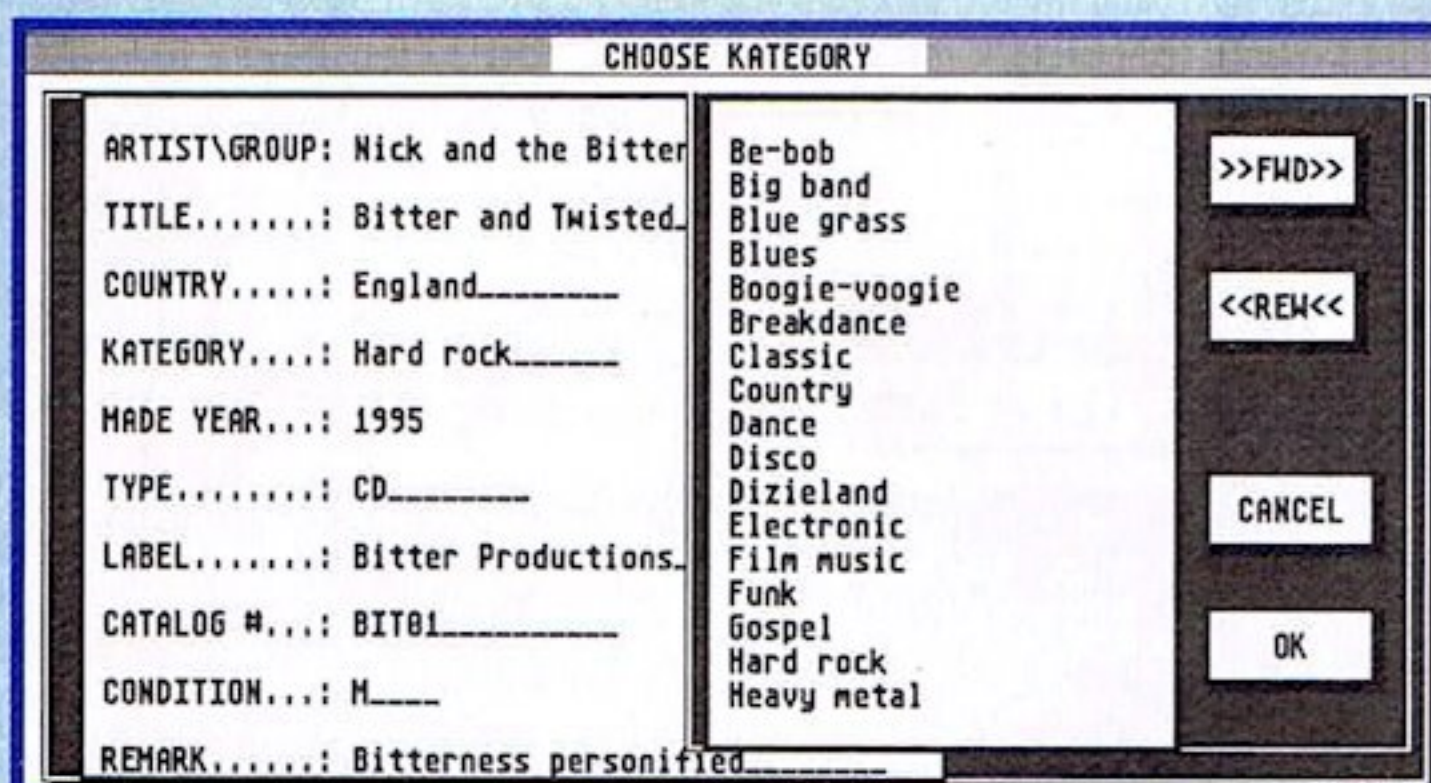 CHOOSE KATEGORY
ARTIST\GROUP: Nick and the Bitter
TITLE.......: Bitter and Twisted_
COUNTRY.....: England________
KATEGORY....: Hard rock______
MADE YEAR...: 1995
TYPE........: CD________
LABEL.......: Bitter Productions_
CATALOG #...: BIT01__________
CONDITION...: M____
REMARK......: Bitterness personified________
Be-bob
Big band
Blue grass
Blues
Boogie-voogie
Breakdance
Classic
Country
Dance
Disco
Dizieland
Electronic
Film music
Funk
Gospel
Hard rock
Heavy metal
>>FWD>>
<<REW<<
CANCEL
OK